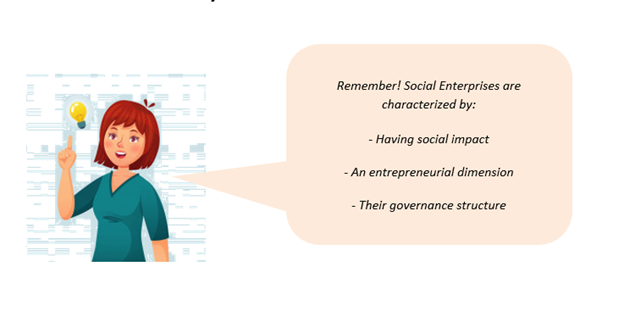 Remember! Social Enterprises are
characterized by:
- Having social impact
- An entrepreneurial dimension
- Their governance structure